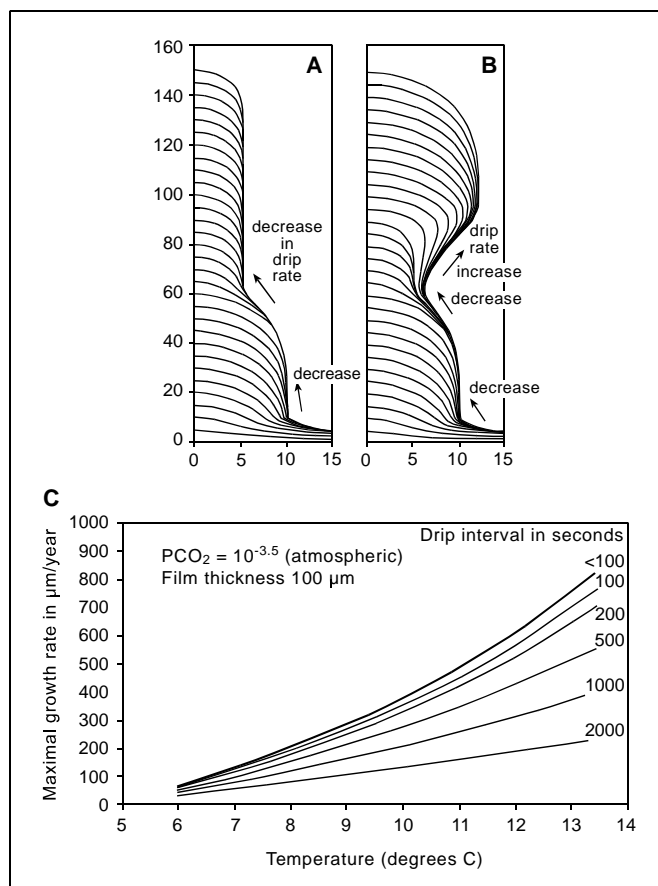 A
B
160
140
120
100
80
60
40
20
0
decrease
in
drip
rate
decrease
0
5
10
15
drip
rate
increase
decrease
decrease
0
5
10
15
C
Maximal growth rate in µm/year
1000
900
800
700
600
500
400
300
200
100
0
PCO2 = 10-3.5 (atmospheric)
Film thickness 100 µm
Drip interval in seconds
<100
100
200
500
1000
2000
5
6
7
8
9
10
11
12
13
14
Temperature (degrees C)